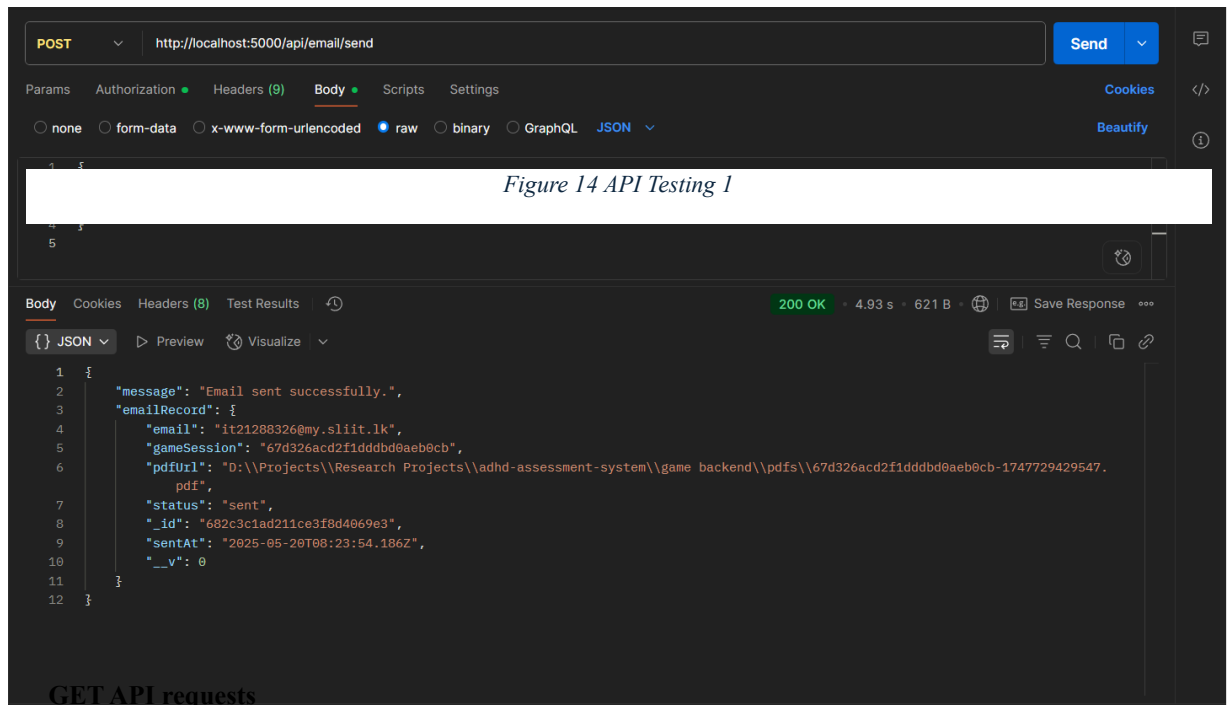 POST http://localhost:5000/api/email/send Send
Params Authorization Headers (9) Body Scripts Settings Cookies
none form-data x-www-form-urlencoded raw binary GraphQL JSON Beautify
1 {
Figure 14 API Testing 1
4 }
5
Body Cookies Headers (8) Test Results 200 OK 4.93 s 621 B e.g. Save Response
{} JSON Preview Visualize
1 {
2 "message": "Email sent successfully.",
3 "emailRecord": {
4 "email": "it21288326@my.sliit.lk",
5 "gameSession": "67d326acd2f1dddbd0aeb0cb",
6 "pdfUrl": "D:\\Projects\\Research Projects\\adhd-assessment-system\\game backend\\pdfs\\67d326acd2f1dddbd0aeb0cb-1747729429547.
pdf",
7 "status": "sent",
8 "_id": "682c3c1ad211ce3f8d4069e3",
9 "sentAt": "2025-05-20T08:23:54.186Z",
10 "__v": 0
11 }
12 }
GET API requests